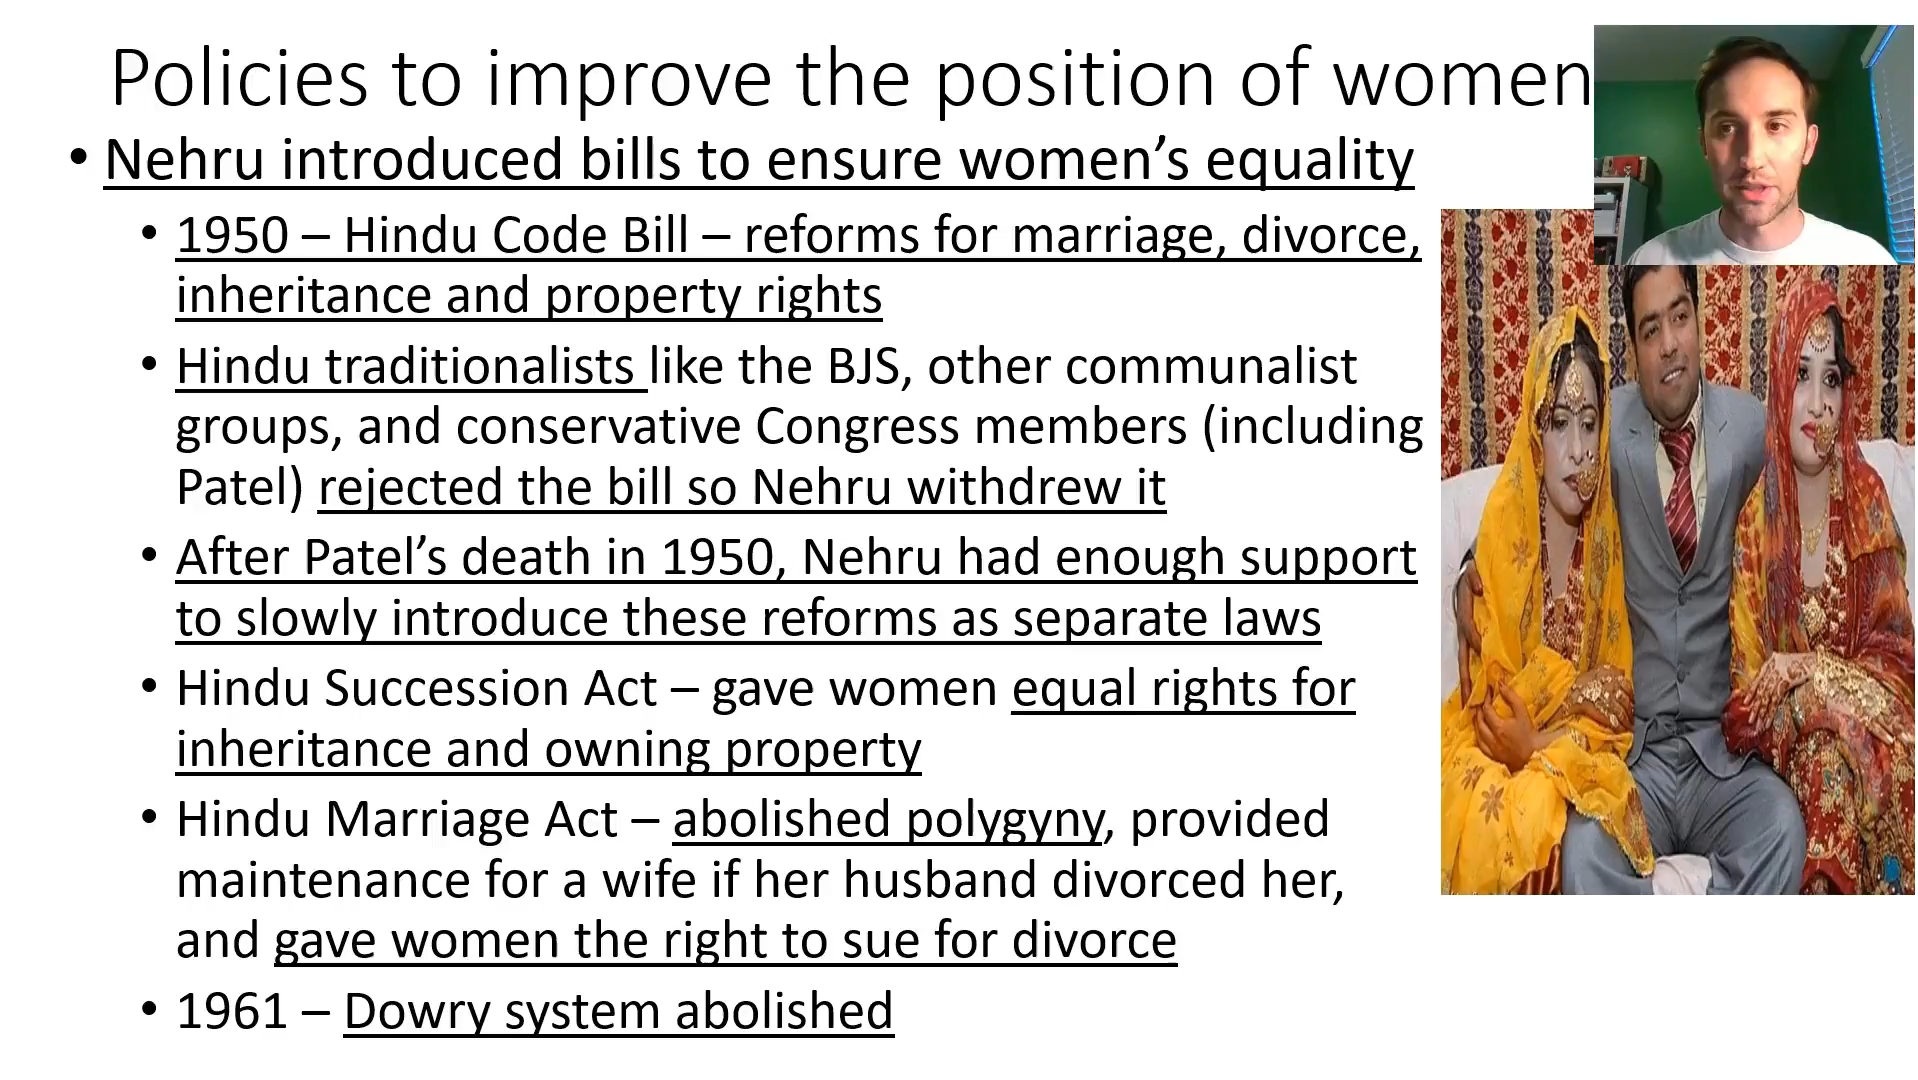 Policies to improve the position of women
• Nehru introduced bills to ensure women’s equality
• 1950 – Hindu Code Bill – reforms for marriage, divorce,
inheritance and property rights
• Hindu traditionalists like the BJS, other communalist
groups, and conservative Congress members (including
Patel) rejected the bill so Nehru withdrew it
• After Patel’s death in 1950, Nehru had enough support
to slowly introduce these reforms as separate laws
• Hindu Succession Act – gave women equal rights for
inheritance and owning property
• Hindu Marriage Act – abolished polygyny, provided
maintenance for a wife if her husband divorced her,
and gave women the right to sue for divorce
• 1961 – Dowry system abolished